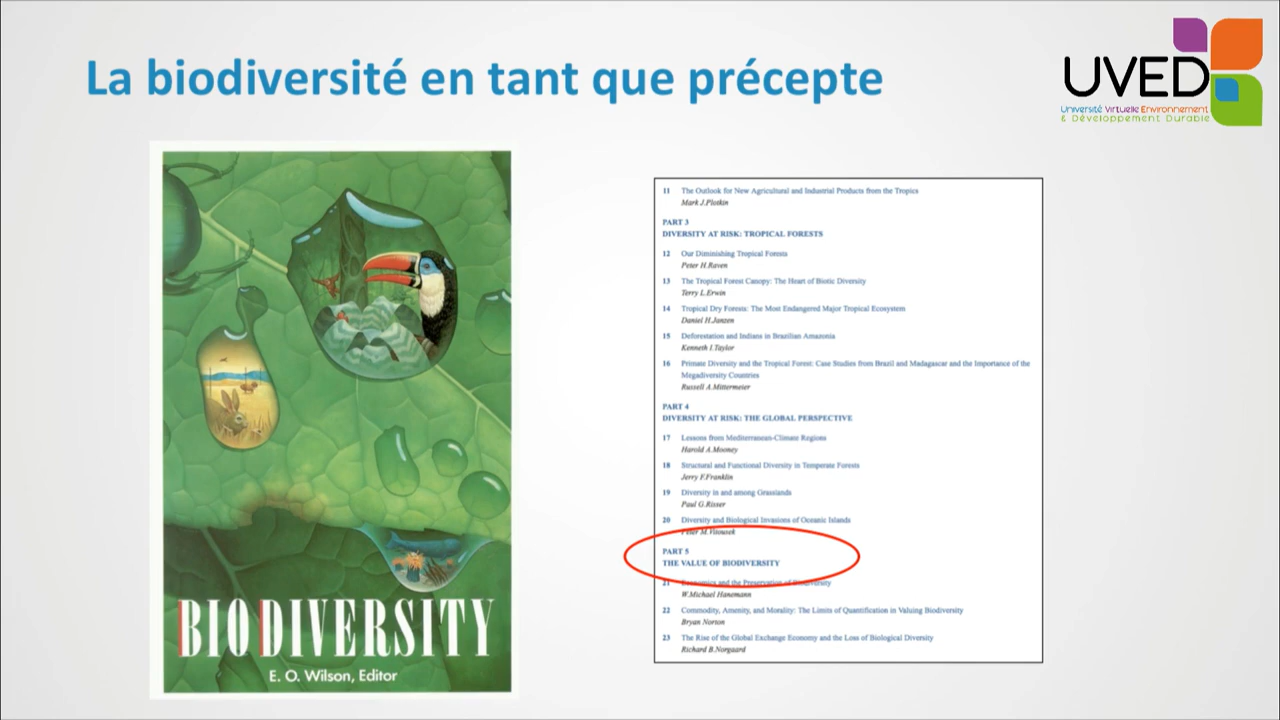 La biodiversité en tant que précepte
UVED
Université Virtuelle Environnement
& Développement Durable
BIODIVERSITY
E. O. Wilson, Editor
11 The Outlook for New Agricultural and Industrial Products from the Tropics
Mark J.Plotkin
PART 3
DIVERSITY AT RISK: TROPICAL FORESTS
12 Our Diminishing Tropical Forests
Peter H.Raven
13 The Tropical Forest Canopy: The Heart of Biotic Diversity
Terry L.Erwin
14 Tropical Dry Forests: The Most Endangered Major Tropical Ecosystem
Daniel H.Janzen
15 Deforestation and Indians in Brazilian Amazonia
Kenneth I.Taylor
16 Primate Diversity and the Tropical Forest: Case Studies from Brazil and Madagascar and the Importance of the
Megadiversity Countries
Russell A.Mittermeier
PART 4
DIVERSITY AT RISK: THE GLOBAL PERSPECTIVE
17 Lessons from Mediterranean-Climate Regions
Harold A.Mooney
18 Structural and Functional Diversity in Temperate Forests
Jerry F.Franklin
19 Diversity in and among Grasslands
Paul G.Risser
20 Diversity and Biological Invasions of Oceanic Islands
Peter M.Vitousek
PART 5
THE VALUE OF BIODIVERSITY
21 Economics and the Preservation of Biodiversity
W.Michael Hanemann
22 Commodity, Amenity, and Morality: The Limits of Quantification in Valuing Biodiversity
Bryan Norton
23 The Rise of the Global Exchange Economy and the Loss of Biological Diversity
Richard B.Norgaard